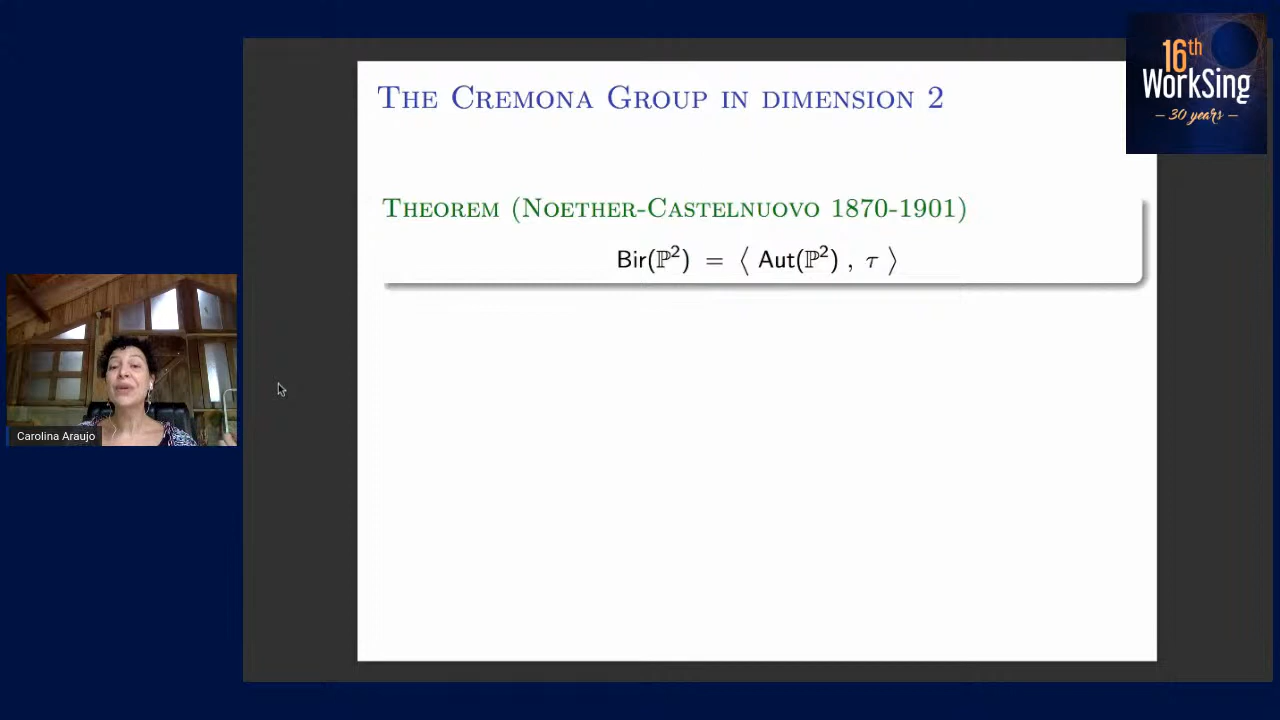 THE CREMONA GROUP IN DIMENSION 2
THEOREM (NOETHER-CASTELNUOVO 1870-1901)
Bir(ℙ²) = ⟨ Aut(ℙ²) , τ ⟩
16th
WorkSing
– 30 years –
Carolina Araujo